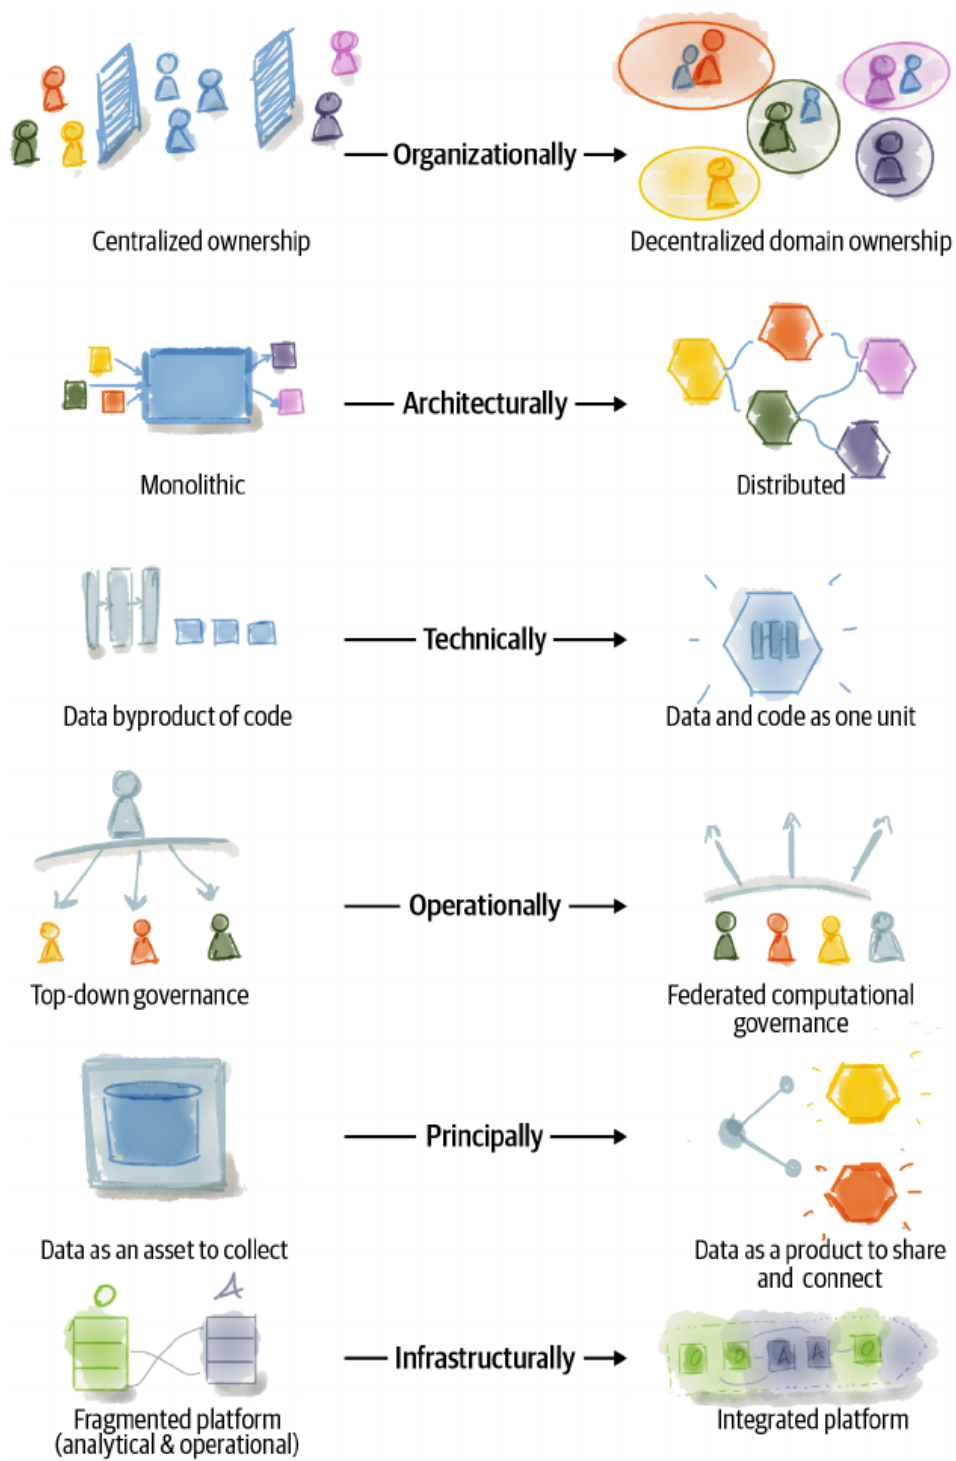 Organizationally
Centralized ownership
Decentralized domain ownership
Architecturally
Monolithic
Distributed
Technically
Data byproduct of code
Data and code as one unit
Operationally
Top-down governance
Federated computational
governance
Principally
Data as an asset to collect
Data as a product to share
and connect
O
A
Infrastructurally
O O A A O
Fragmented platform
(analytical & operational)
Integrated platform